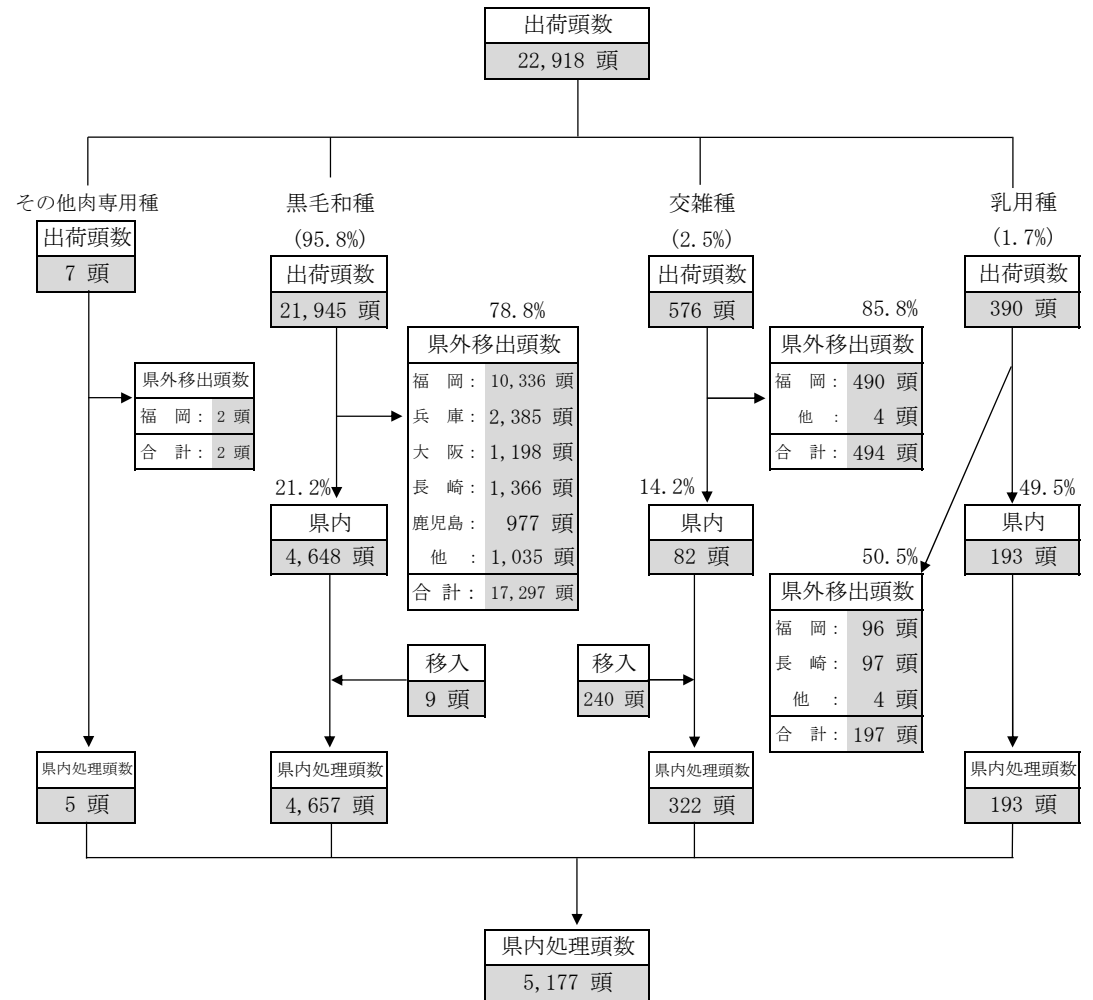 出荷頭数
22,918 頭
その他肉専用種
出荷頭数
7 頭
県外移出頭数
福 岡: 2 頭
合 計: 2 頭
県内処理頭数
5 頭
黒毛和種
(95.8%)
出荷頭数
21,945 頭
78.8%
県外移出頭数
福 岡: 10,336 頭
兵 庫: 2,385 頭
大 阪: 1,198 頭
長 崎: 1,366 頭
鹿児島: 977 頭
他 : 1,035 頭
合 計: 17,297 頭
21.2%
県内
4,648 頭
移入
9 頭
県内処理頭数
4,657 頭
交雑種
(2.5%)
出荷頭数
576 頭
85.8%
県外移出頭数
福 岡: 490 頭
他 : 4 頭
合 計: 494 頭
14.2%
県内
82 頭
移入
240 頭
県内処理頭数
322 頭
乳用種
(1.7%)
出荷頭数
390 頭
49.5%
県内
193 頭
50.5%
県外移出頭数
福 岡: 96 頭
長 崎: 97 頭
他 : 4 頭
合 計: 197 頭
県内処理頭数
193 頭
県内処理頭数
5,177 頭